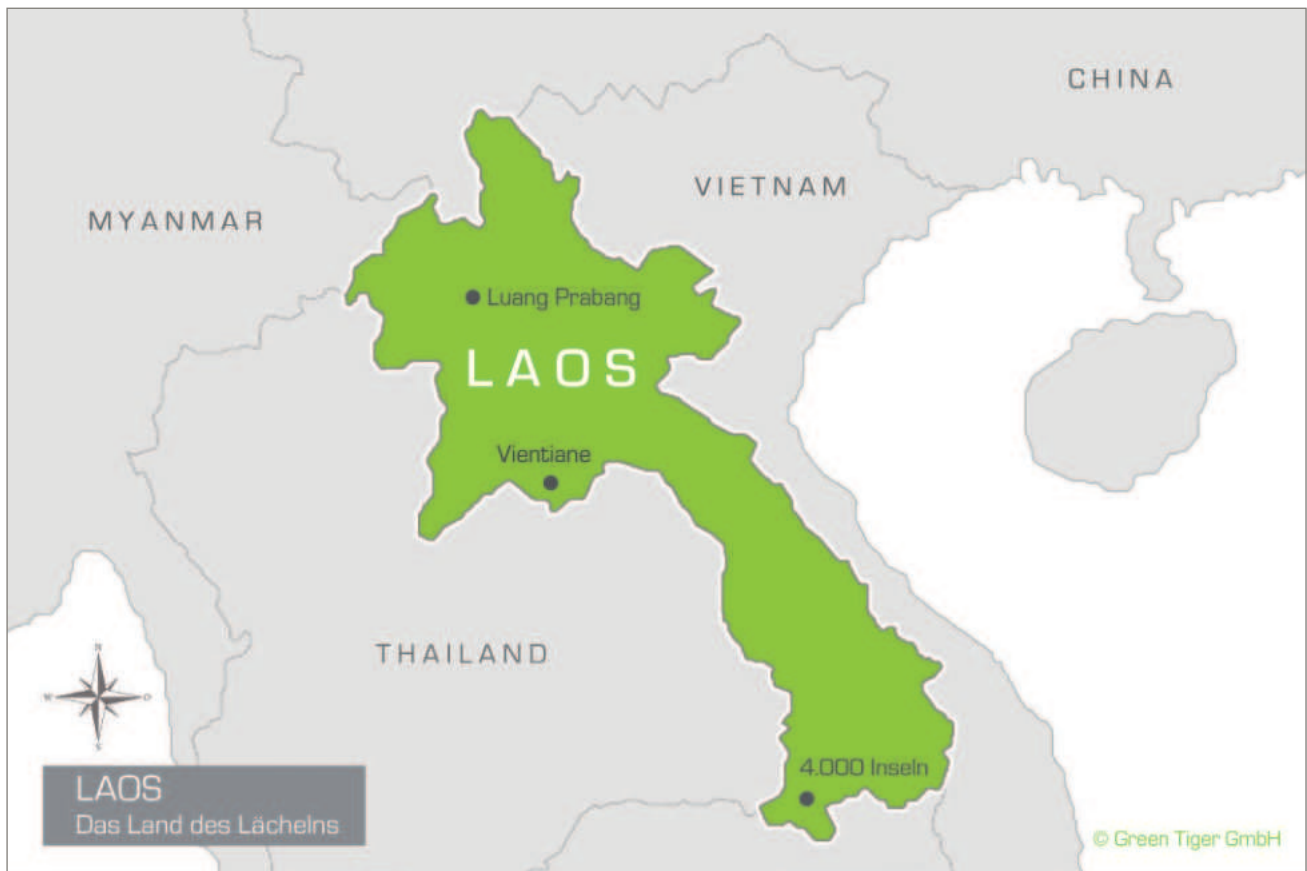 CHINA
VIETNAM
MYANMAR
Luang Prabang
LAOS
Vientiane
THAILAND
N
W
O
S
4.000 Inseln
LAOS
Das Land des Lächelns
© Green Tiger GmbH